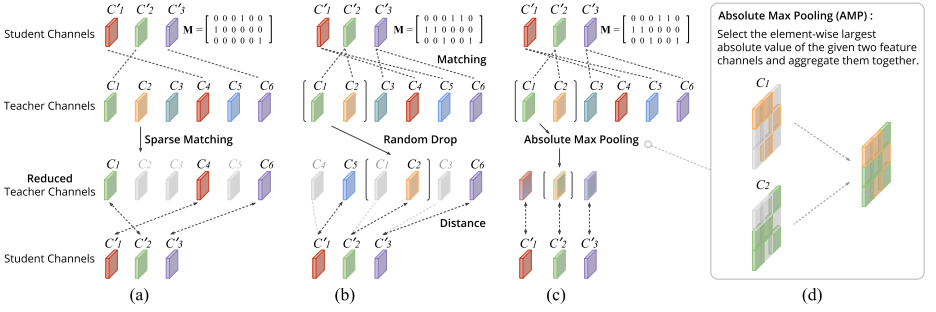 Student Channels
C′1 C′2 C′3
M =
0 0 0 1 0 0
1 0 0 0 0 0
0 0 0 0 0 1
C′1 C′2 C′3
M =
0 0 0 1 1 0
1 1 0 0 0 0
0 0 1 0 0 1
Matching
C′1 C′2 C′3
M =
0 0 0 1 1 0
1 1 0 0 0 0
0 0 1 0 0 1
Teacher Channels
C1 C2 C3 C4 C5 C6
C1 C2 C3 C4 C5 C6
C1 C2 C3 C4 C5 C6
Sparse Matching
Random Drop
Absolute Max Pooling
Reduced
Teacher Channels
C1 C2 C3 C4 C5 C6
C4 C5 C1 C2 C3 C6
Distance
Student Channels
C′1 C′2 C′3
C′1 C′2 C′3
C′1 C′2 C′3
(a)
(b)
(c)
Absolute Max Pooling (AMP) :
Select the element-wise largest
absolute value of the given two feature
channels and aggregate them together.
C1
C2
(d)